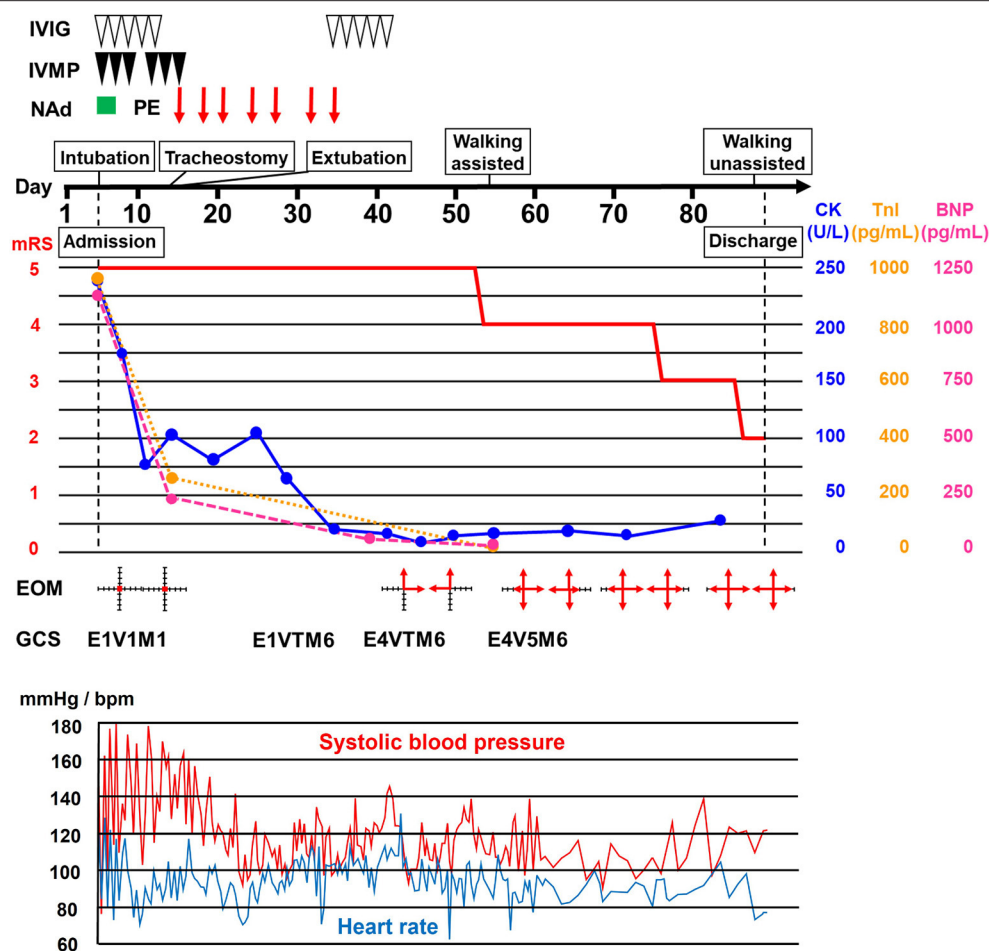 IVIG
IVMP
NAd PE
Intubation Tracheostomy Extubation
Walking
assisted
Walking
unassisted
Day
1 10 20 30 40 50 60 70 80
mRS Admission Discharge
CK TnI BNP
(U/L) (pg/mL) (pg/mL)
5 250 1000 1250
4 200 800 1000
3 150 600 750
2 100 400 500
1 50 200 250
0 0 0 0
EOM
GCS E1V1M1 E1VTM6 E4VTM6 E4V5M6
mmHg / bpm
180
Systolic blood pressure
160
140
120
100
80
Heart rate
60